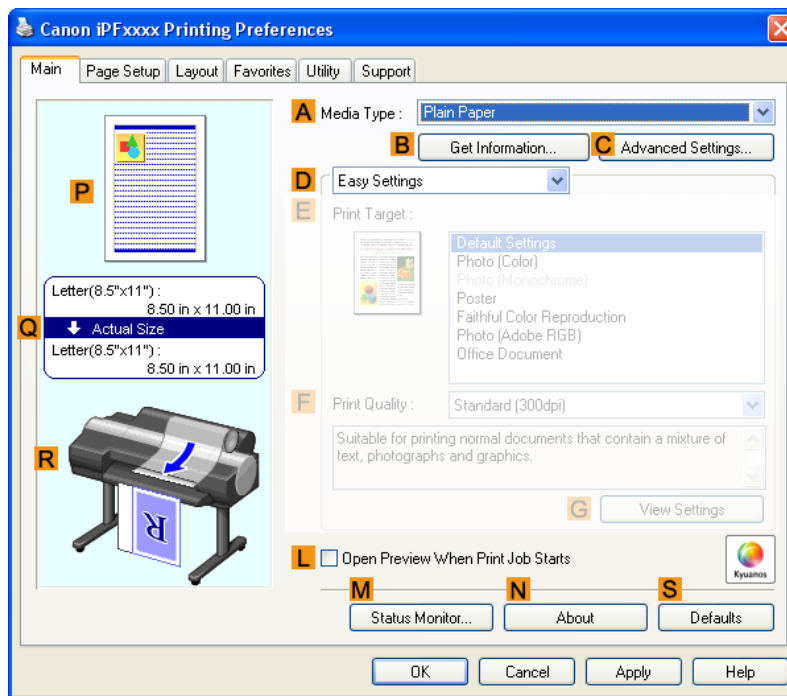 Canon iPFxxxx Printing Preferences
Main Page Setup Layout Favorites Utility Support
A Media Type : Plain Paper
B Get Information... C Advanced Settings...
D Easy Settings
E Print Target :
Default Settings
Photo (Color)
Photo (Monochrome)
Poster
Faithful Color Reproduction
Photo (Adobe RGB)
Office Document
F Print Quality : Standard (300dpi)
Suitable for printing normal documents that contain a mixture of
text, photographs and graphics.
G View Settings
P
Letter(8.5"x11") :
8.50 in x 11.00 in
Q Actual Size
Letter(8.5"x11") :
8.50 in x 11.00 in
R
R
L Open Preview When Print Job Starts
Kyuanos
M N S
Status Monitor... About Defaults
OK Cancel Apply Help